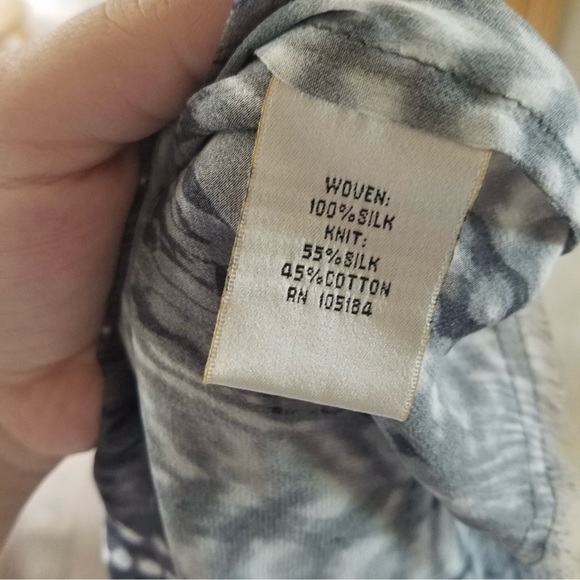 WOVEN:
100%SILK
KNIT:
55%SILK
45%COTTON
RN 105184